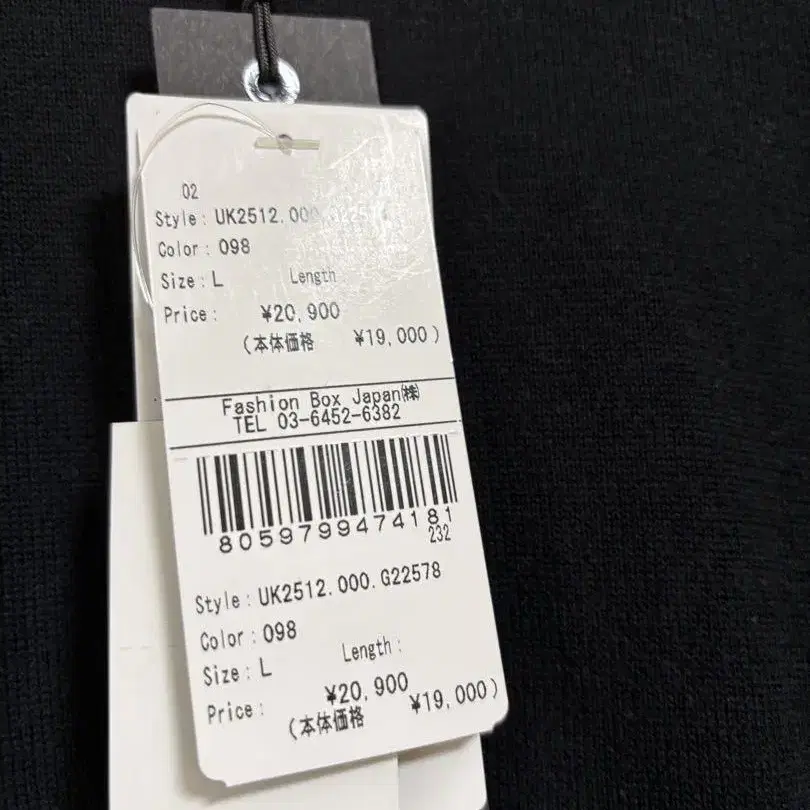 02
Style : UK2512.000.G22578
Color : 098
Size : L Length
Price : ¥20,900
(本体価格 ¥19,000)
Fashion Box Japan㈱
TEL 03-6452-6382
8059799474181
232
Style : UK2512.000.G22578
Color : 098
Size : L Length :
Price : ¥20,900
(本体価格 ¥19,000)